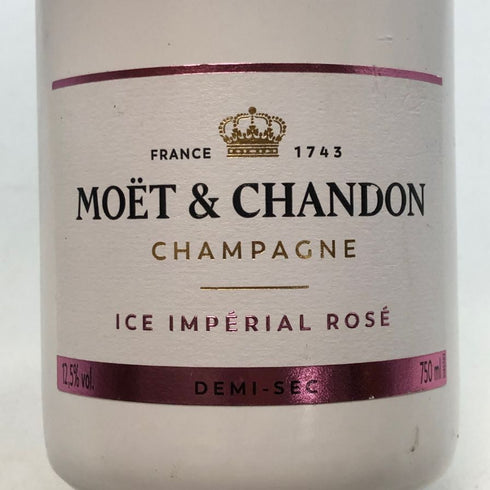 FRANCE 1743
MOËT & CHANDON
CHAMPAGNE
ICE IMPÉRIAL ROSÉ
12,5% vol. DEMI-SEC 750 ml